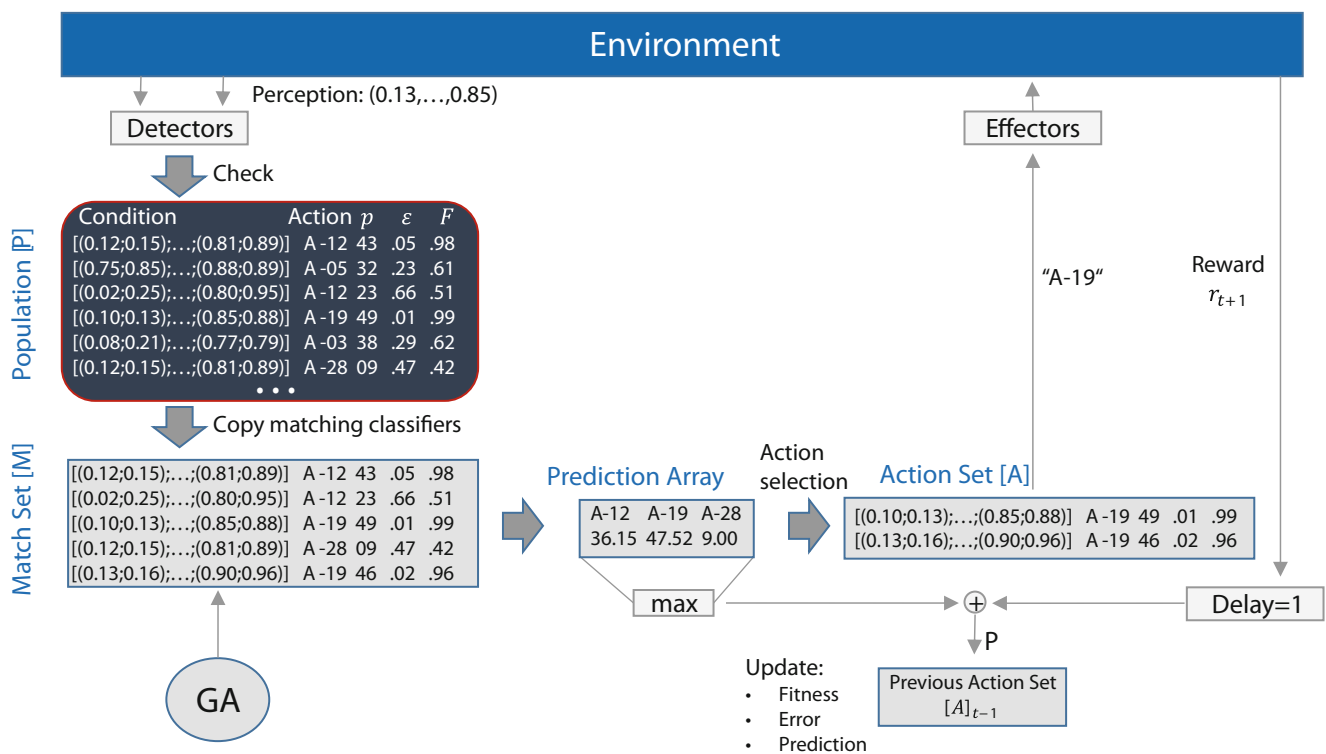 Environment
Perception: (0.13,…,0.85)
Detectors
Effectors
Check
Population [P]
Condition Action p ε F
[(0.12;0.15);…;(0.81;0.89)] A -12 43 .05 .98
[(0.75;0.85);…;(0.88;0.89)] A -05 32 .23 .61
[(0.02;0.25);…;(0.80;0.95)] A -12 23 .66 .51
[(0.10;0.13);…;(0.85;0.88)] A -19 49 .01 .99
[(0.08;0.21);…;(0.77;0.79)] A -03 38 .29 .62
[(0.12;0.15);…;(0.81;0.89)] A -28 09 .47 .42
• • •
“A-19“
Reward
r_{t+1}
Copy matching classifiers
Match Set [M]
[(0.12;0.15);…;(0.81;0.89)] A -12 43 .05 .98
[(0.02;0.25);…;(0.80;0.95)] A -12 23 .66 .51
[(0.10;0.13);…;(0.85;0.88)] A -19 49 .01 .99
[(0.12;0.15);…;(0.81;0.89)] A -28 09 .47 .42
[(0.13;0.16);…;(0.90;0.96)] A -19 46 .02 .96
Prediction Array
A-12 A-19 A-28
36.15 47.52 9.00
Action
selection
Action Set [A]
[(0.10;0.13);…;(0.85;0.88)] A -19 49 .01 .99
[(0.13;0.16);…;(0.90;0.96)] A -19 46 .02 .96
max
+
Delay=1
P
GA
Update:
• Fitness
• Error
• Prediction
Previous Action Set
[A]_{t−1}